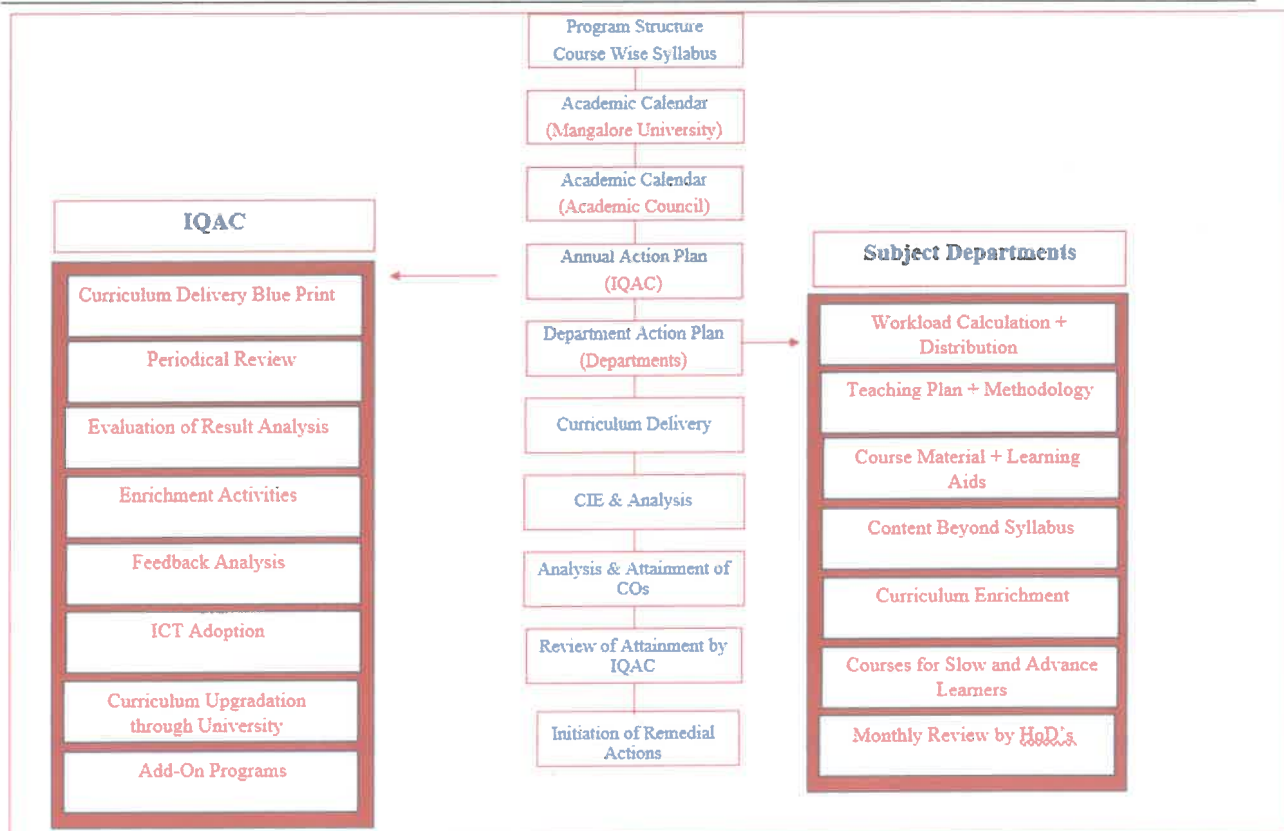 Program Structure
Course Wise Syllabus
Academic Calendar
(Mangalore University)
Academic Calendar
(Academic Council)
Annual Action Plan
(IQAC)
Department Action Plan
(Departments)
Curriculum Delivery
CIE & Analysis
Analysis & Attainment of
COs
Review of Attainment by
IQAC
Initiation of Remedial
Actions
IQAC
Curriculum Delivery Blue Print
Periodical Review
Evaluation of Result Analysis
Enrichment Activities
Feedback Analysis
ICT Adoption
Curriculum Upgradation
through University
Add-On Programs
Subject Departments
Workload Calculation +
Distribution
Teaching Plan + Methodology
Course Material + Learning
Aids
Content Beyond Syllabus
Curriculum Enrichment
Courses for Slow and Advance
Learners
Monthly Review by HoD's